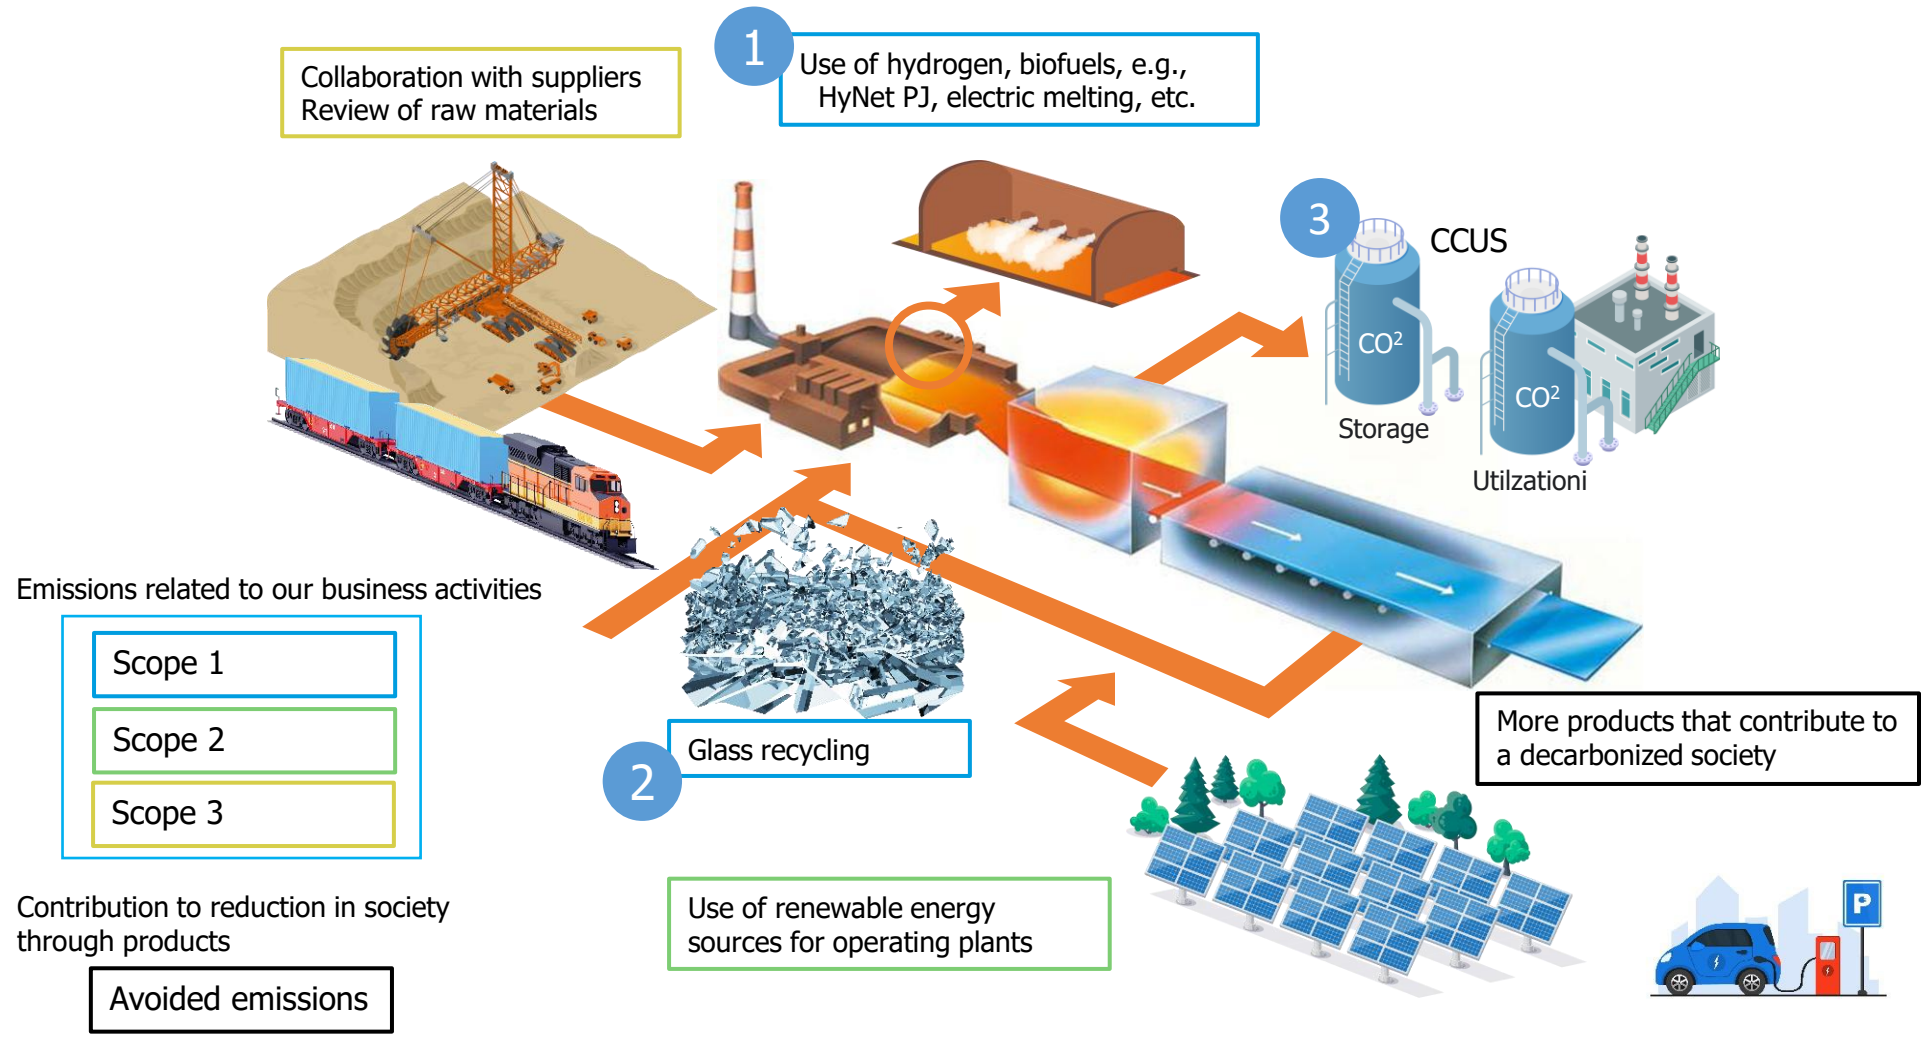 1
Use of hydrogen, biofuels, e.g.,
HyNet PJ, electric melting, etc.
Collaboration with suppliers
Review of raw materials
3
CCUS
CO²
Storage
CO²
Utilzationi
Emissions related to our business activities
Scope 1
Scope 2
Scope 3
2
Glass recycling
More products that contribute to
a decarbonized society
Contribution to reduction in society
through products
Avoided emissions
Use of renewable energy
sources for operating plants
P